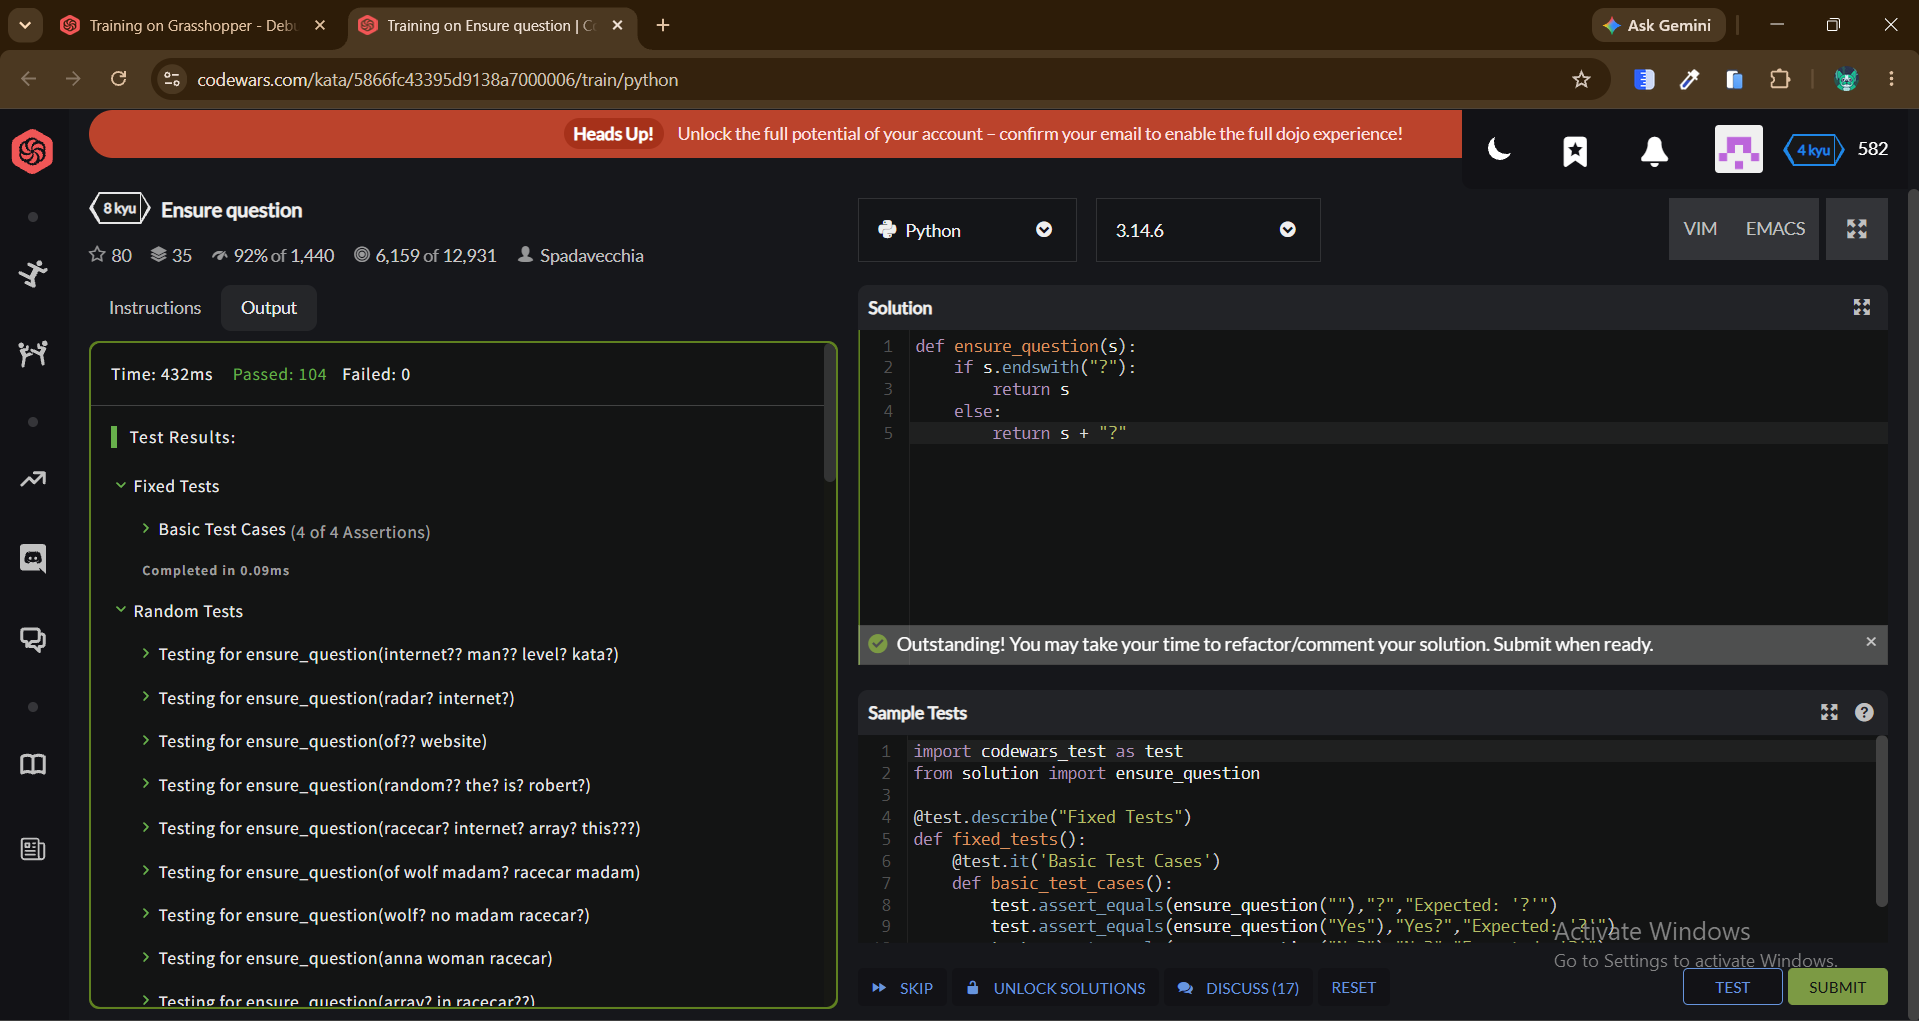 Training on Grasshopper - Debu
Training on Ensure question | Co
Ask Gemini
codewars.com/kata/5866fc43395d9138a7000006/train/python
Heads Up! Unlock the full potential of your account – confirm your email to enable the full dojo experience!
4 kyu 582
8 kyu Ensure question
80 35 92% of 1,440 6,159 of 12,931 Spadavecchia
Python
3.14.6
VIM EMACS
Instructions Output
Time: 432ms Passed: 104 Failed: 0
Test Results:
Fixed Tests
Basic Test Cases (4 of 4 Assertions)
Completed in 0.09ms
Random Tests
Testing for ensure_question(internet?? man?? level? kata?)
Testing for ensure_question(radar? internet?)
Testing for ensure_question(of?? website)
Testing for ensure_question(random?? the? is? robert?)
Testing for ensure_question(racecar? internet? array? this???)
Testing for ensure_question(of wolf madam? racecar madam)
Testing for ensure_question(wolf? no madam racecar?)
Testing for ensure_question(anna woman racecar)
Testing for ensure_question(array? in racecar??)
Solution
1 def ensure_question(s):
2 if s.endswith("?"):
3 return s
4 else:
5 return s + "?"
Outstanding! You may take your time to refactor/comment your solution. Submit when ready.
Sample Tests
1 import codewars_test as test
2 from solution import ensure_question
3
4 @test.describe("Fixed Tests")
5 def fixed_tests():
6 @test.it('Basic Test Cases')
7 def basic_test_cases():
8 test.assert_equals(ensure_question(""),"?","Expected: '?'")
9 test.assert_equals(ensure_question("Yes"),"Yes?","Expected: '?'")
Activate Windows
Go to Settings to activate Windows.
SKIP UNLOCK SOLUTIONS DISCUSS (17) RESET TEST SUBMIT